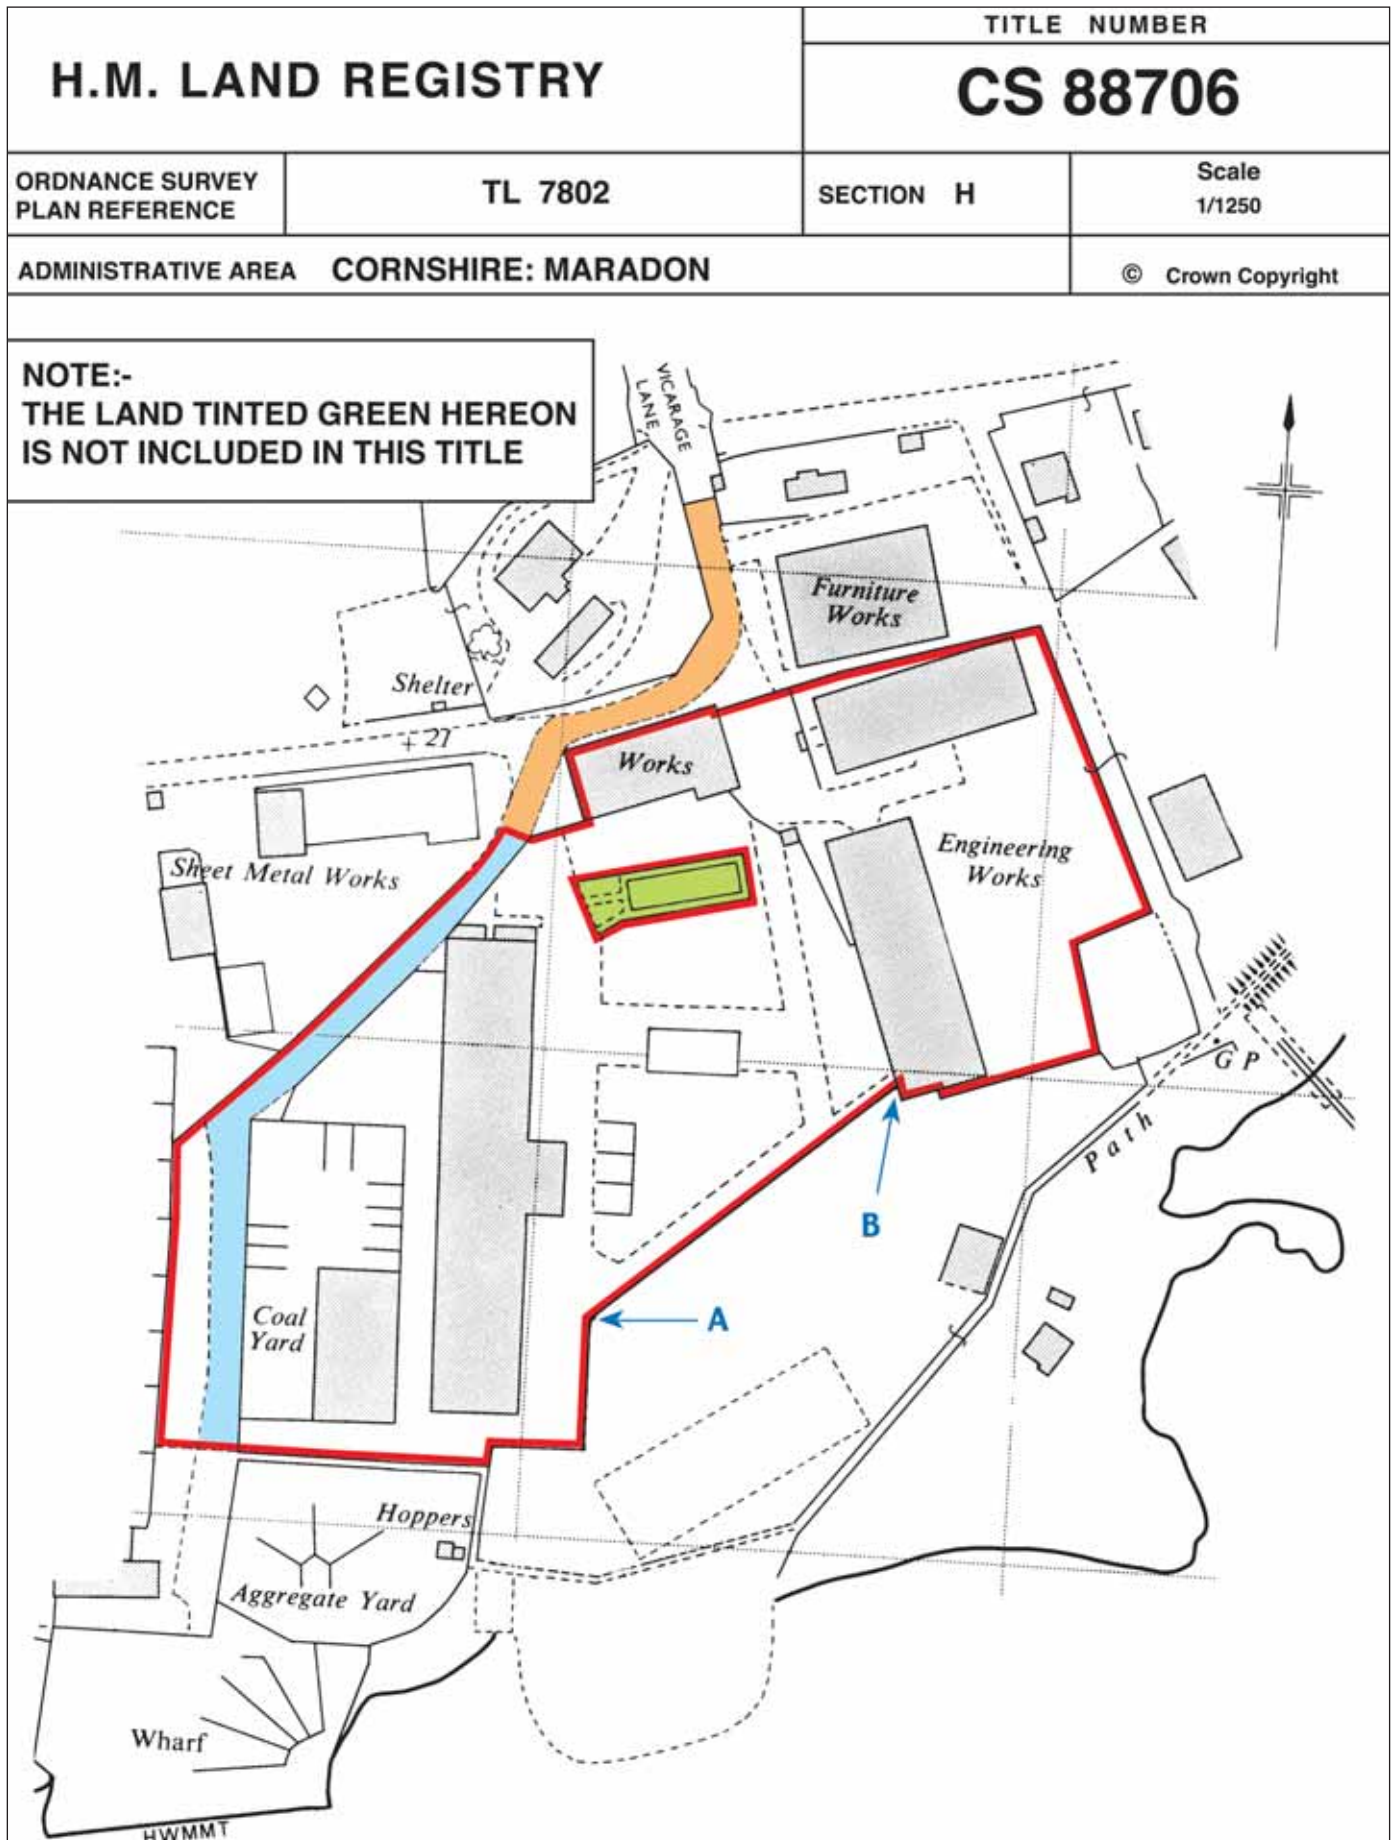 H.M. LAND REGISTRY
TITLE NUMBER
CS 88706
ORDNANCE SURVEY
PLAN REFERENCE
TL 7802
SECTION H
Scale
1/1250
ADMINISTRATIVE AREA CORNSHIRE: MARADON
© Crown Copyright
NOTE:-
THE LAND TINTED GREEN HEREON
IS NOT INCLUDED IN THIS TITLE
VICARAGE
LANE
Furniture
Works
Shelter
+ 27
Works
Sheet Metal Works
Engineering
Works
G P
Path
B
A
Coal
Yard
Hoppers
Aggregate Yard
Wharf
HWMMT